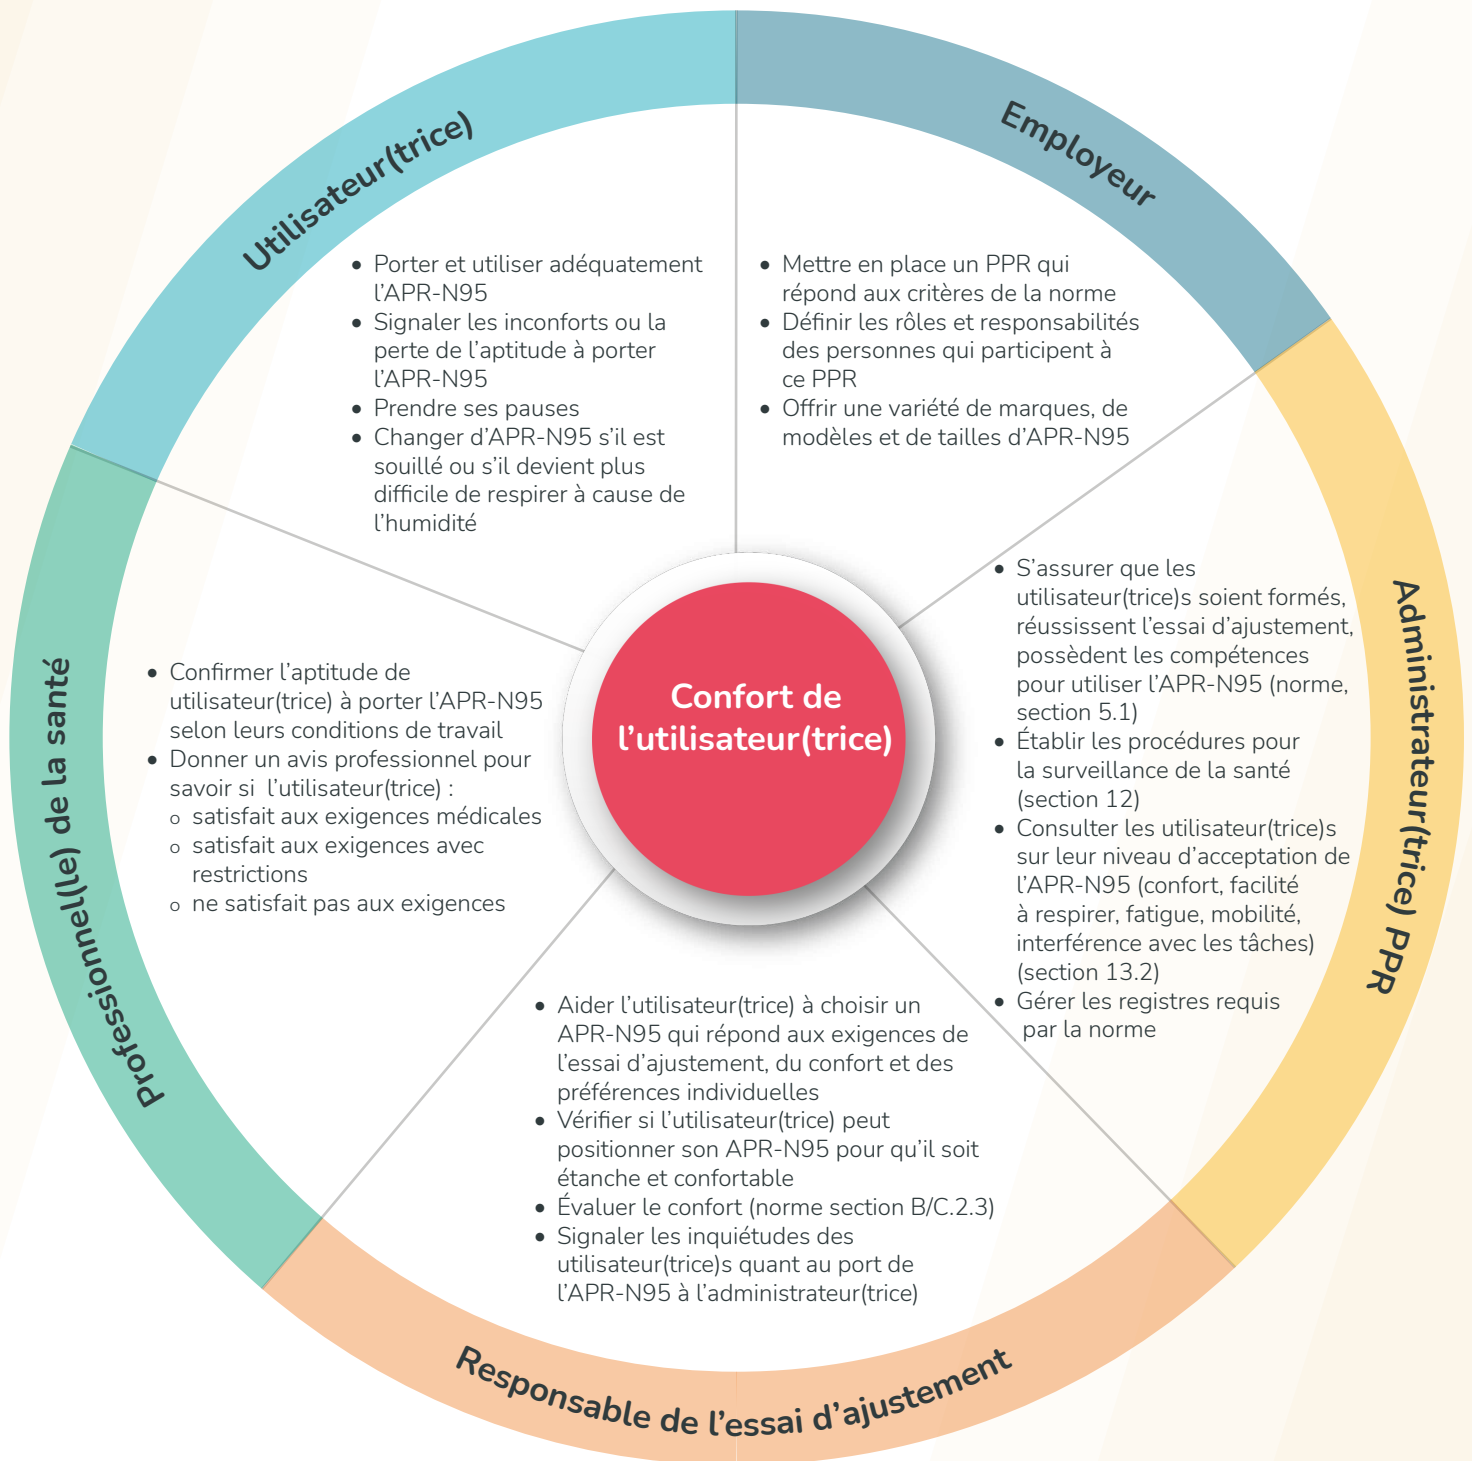 Utilisateur(trice)
• Porter et utiliser adéquatement
l'APR-N95
• Signaler les inconforts ou la
perte de l'aptitude à porter
l'APR-N95
• Prendre ses pauses
• Changer d'APR-N95 s'il est
souillé ou s'il devient plus
difficile de respirer à cause de
l'humidité
Employeur
• Mettre en place un PPR qui
répond aux critères de la norme
• Définir les rôles et responsabilités
des personnes qui participent à
ce PPR
• Offrir une variété de marques, de
modèles et de tailles d'APR-N95
Administrateur(trice) PPR
• S'assurer que les
utilisateur(trice)s soient formés,
réussissent l'essai d'ajustement,
possèdent les compétences
pour utiliser l'APR-N95 (norme,
section 5.1)
• Établir les procédures pour
la surveillance de la santé
(section 12)
• Consulter les utilisateur(trice)s
sur leur niveau d'acceptation de
l'APR-N95 (confort, facilité
à respirer, fatigue, mobilité,
interférence avec les tâches)
(section 13.2)
• Gérer les registres requis
par la norme
Responsable de l'essai d'ajustement
• Aider l'utilisateur(trice) à choisir un
APR-N95 qui répond aux exigences de
l'essai d'ajustement, du confort et des
préférences individuelles
• Vérifier si l'utilisateur(trice) peut
positionner son APR-N95 pour qu'il soit
étanche et confortable
• Évaluer le confort (norme section B/C.2.3)
• Signaler les inquiétudes des
utilisateur(trice)s quant au port de
l'APR-N95 à l'administrateur(trice)
Professionnel(le) de la santé
• Confirmer l'aptitude de
utilisateur(trice) à porter l'APR-N95
selon leurs conditions de travail
• Donner un avis professionnel pour
savoir si l'utilisateur(trice) :
o satisfait aux exigences médicales
o satisfait aux exigences avec
restrictions
o ne satisfait pas aux exigences
Confort de
l'utilisateur(trice)